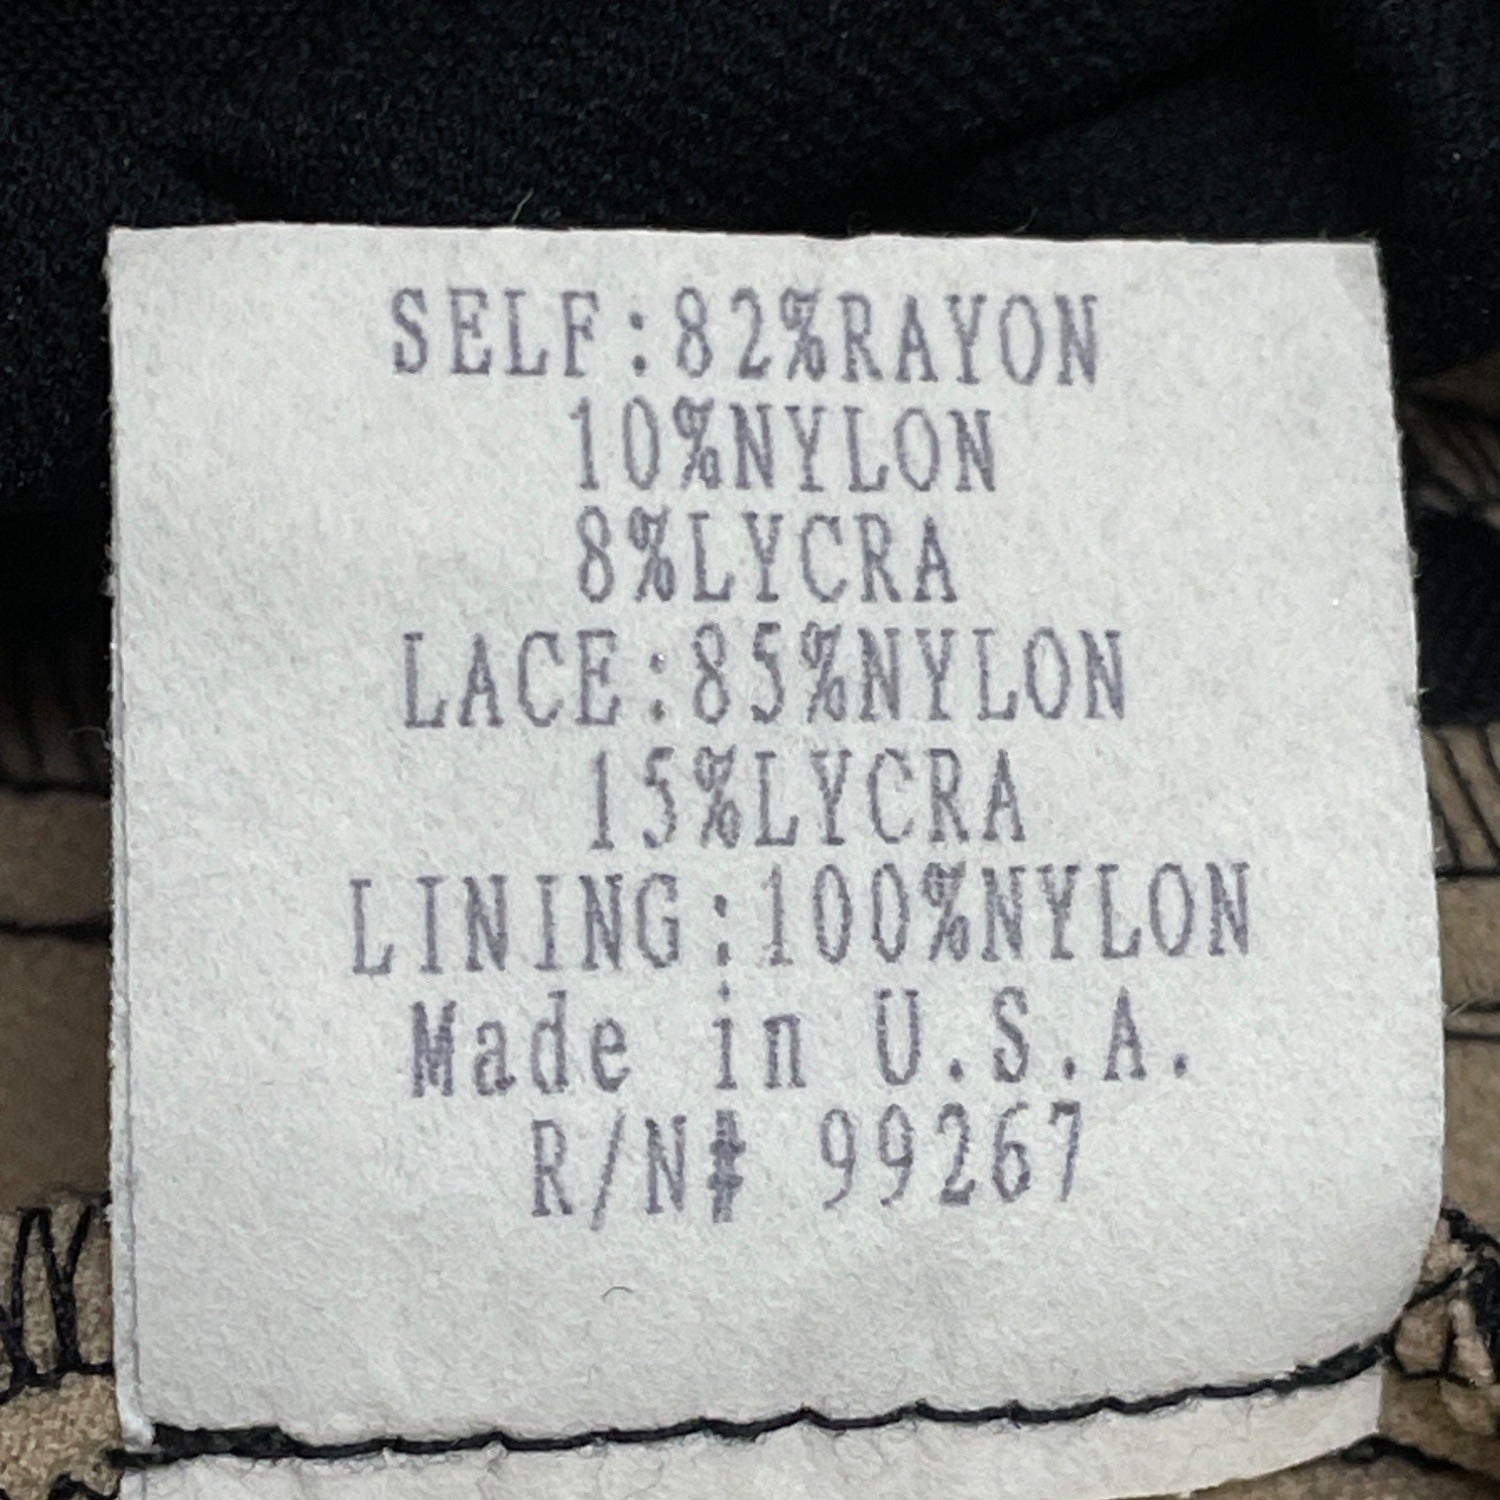 SELF:82%RAYON
10%NYLON
8%LYCRA
LACE:85%NYLON
15%LYCRA
LINING:100%NYLON
Made in U.S.A.
R/N# 99267